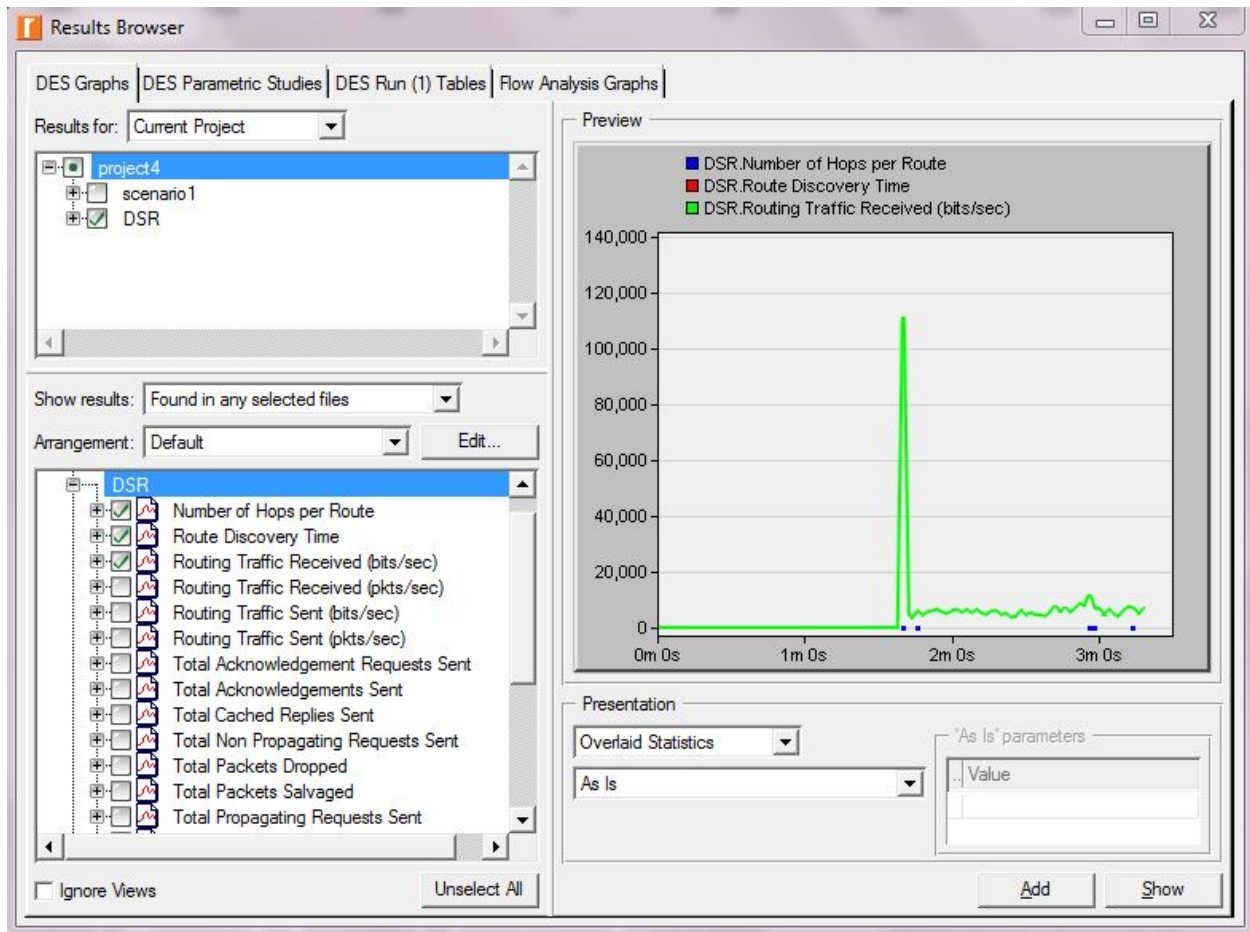 Results Browser
DES Graphs DES Parametric Studies DES Run (1) Tables Flow Analysis Graphs
Results for: Current Project
project4
scenario1
DSR
Show results: Found in any selected files
Arrangement: Default Edit...
DSR
Number of Hops per Route
Route Discovery Time
Routing Traffic Received (bits/sec)
Routing Traffic Received (pkts/sec)
Routing Traffic Sent (bits/sec)
Routing Traffic Sent (pkts/sec)
Total Acknowledgement Requests Sent
Total Acknowledgements Sent
Total Cached Replies Sent
Total Non Propagating Requests Sent
Total Packets Dropped
Total Packets Salvaged
Total Propagating Requests Sent
Ignore Views Unselect All
Preview
DSR.Number of Hops per Route
DSR.Route Discovery Time
DSR.Routing Traffic Received (bits/sec)
140,000
120,000
100,000
80,000
60,000
40,000
20,000
0
0m 0s 1m 0s 2m 0s 3m 0s
Presentation
Overlaid Statistics
As Is
'As Is' parameters
.. Value
Add Show